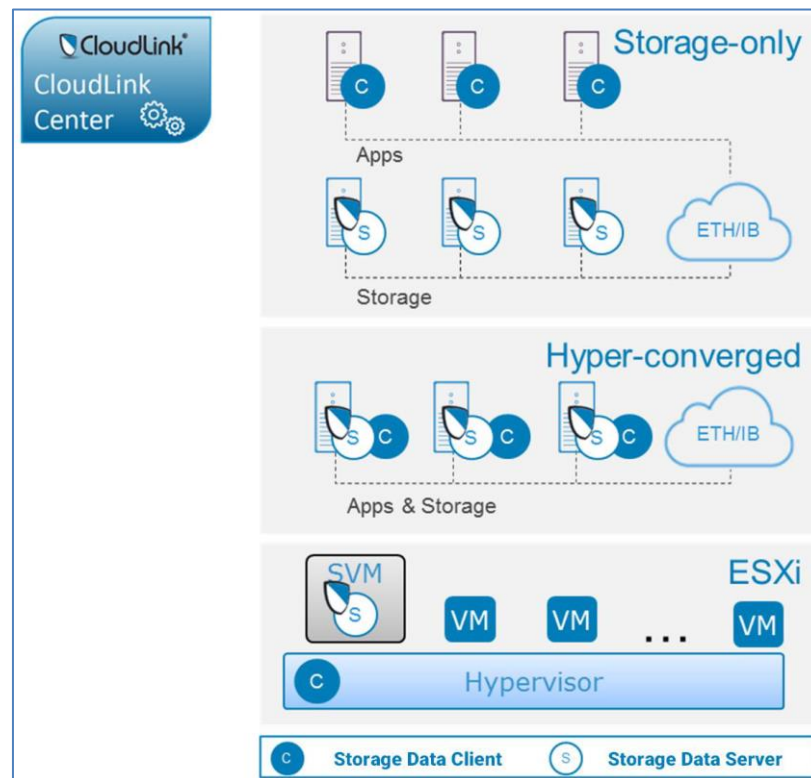 CloudLink®
CloudLink
Center
Storage-only
C C C
Apps
S S S ETH/IB
Storage
Hyper-converged
S C S C S C ETH/IB
Apps & Storage
ESXi
SVM
S VM VM ... VM
C Hypervisor
C Storage Data Client S Storage Data Server